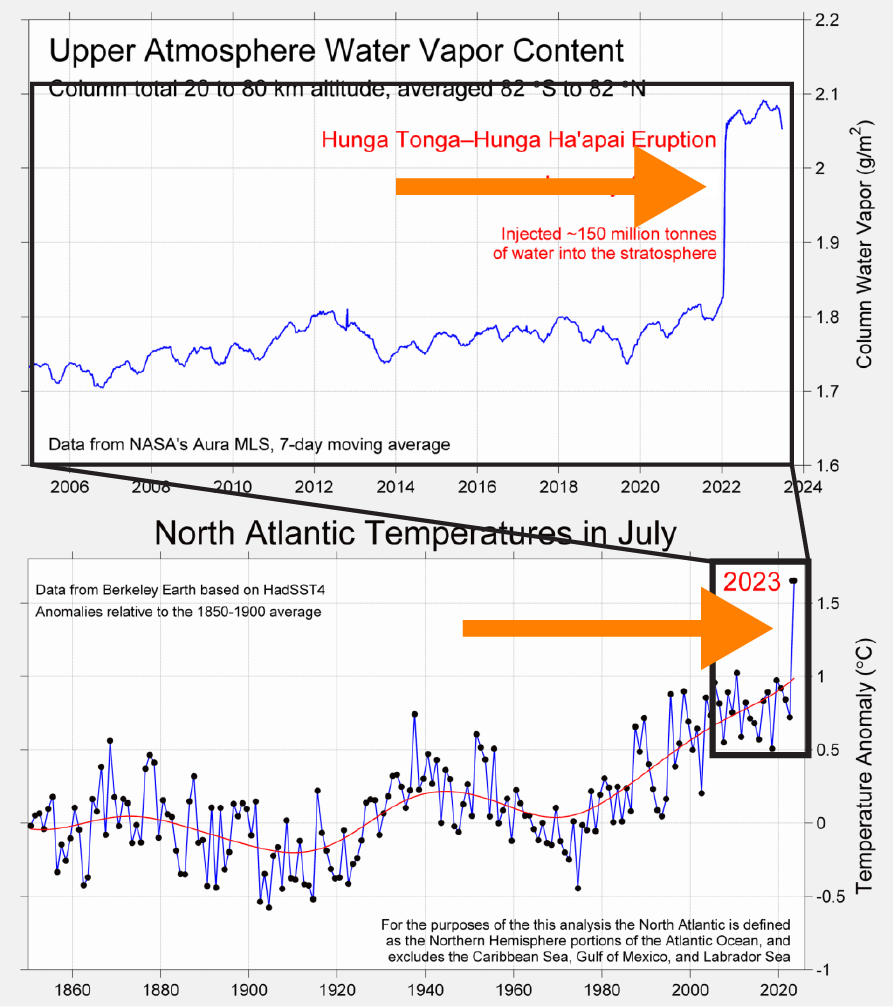 Upper Atmosphere Water Vapor Content
Column total 20 to 80 km altitude, averaged 82 °S to 82 °N
Hunga Tonga–Hunga Ha'apai Eruption
Injected ~150 million tonnes
of water into the stratosphere
Data from NASA's Aura MLS, 7-day moving average
2.2
2.1
2
1.9
1.8
1.7
1.6
Column Water Vapor (g/m²)
2006 2008 2010 2012 2014 2016 2018 2020 2022 2024
North Atlantic Temperatures in July
Data from Berkeley Earth based on HadSST4
Anomalies relative to the 1850-1900 average
2023
1.5
1
0.5
0
-0.5
-1
Temperature Anomaly (°C)
For the purposes of the this analysis the North Atlantic is defined
as the Northern Hemisphere portions of the Atlantic Ocean, and
excludes the Caribbean Sea, Gulf of Mexico, and Labrador Sea
1860 1880 1900 1920 1940 1960 1980 2000 2020